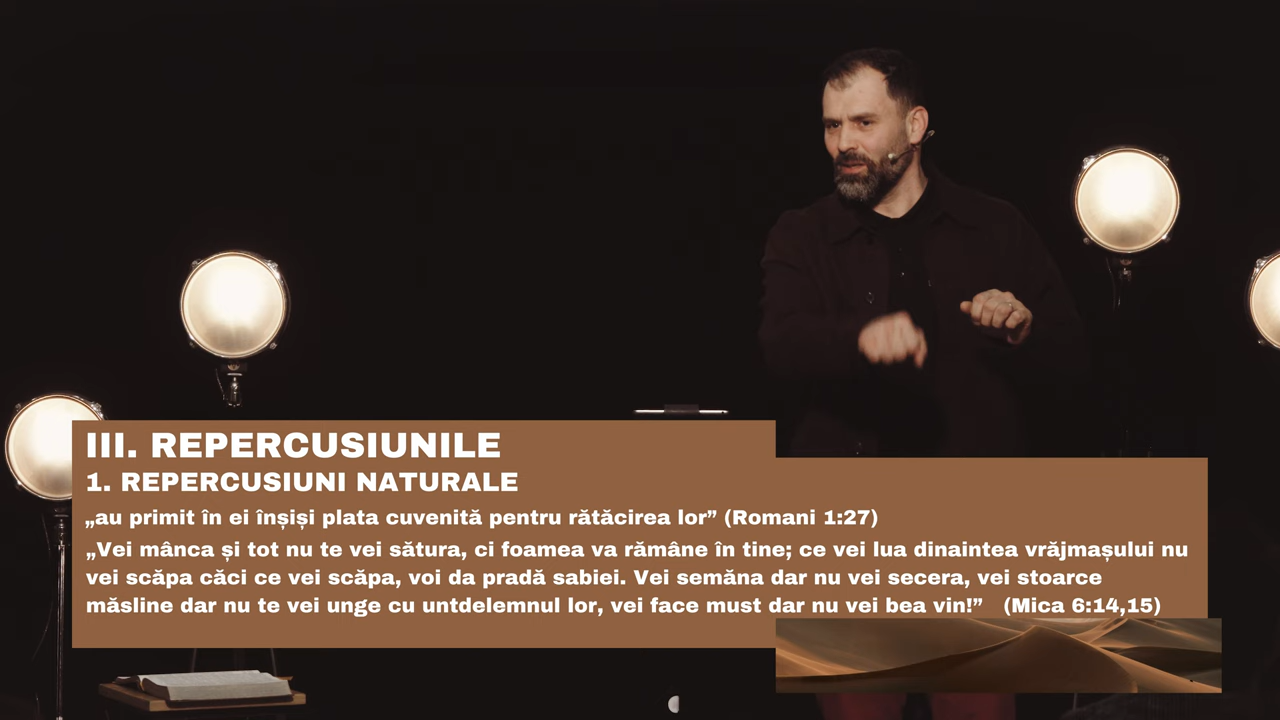 III. REPERCUSIUNILE
1. REPERCUSIUNI NATURALE
„au primit în ei înșiși plata cuvenită pentru rătăcirea lor” (Romani 1:27)
„Vei mânca și tot nu te vei sătura, ci foamea va rămâne în tine; ce vei lua dinaintea vrăjmașului nu
vei scăpa căci ce vei scăpa, voi da pradă sabiei. Vei semăna dar nu vei secera, vei stoarce
măsline dar nu te vei unge cu untdelemnul lor, vei face must dar nu vei bea vin!” (Mica 6:14,15)